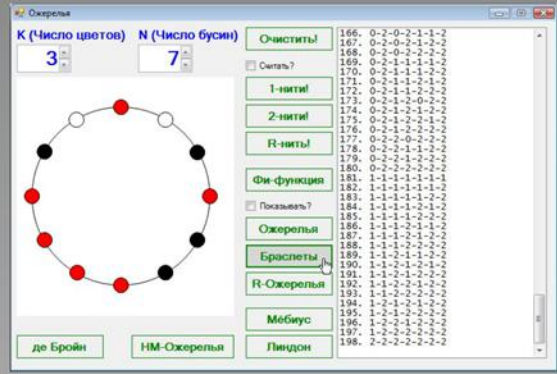 Ожерелья
K (Число цветов) N (Число бусин)
3 7
Очистить!
Считать?
1-нити!
2-нити!
R-нить!
Фи-функция
Показывать?
Ожерелья
Браслеты
R-Ожерелья
Мёбиус
Линдон
де Бройн
НМ-Ожерелья
166. 0-2-0-2-1-1-2
167. 0-2-0-2-2-0-2
168. 0-2-0-2-2-2-2
169. 0-2-1-1-1-1-2
170. 0-2-1-1-1-2-2
171. 0-2-1-1-2-1-2
172. 0-2-1-1-2-2-2
173. 0-2-1-2-0-2-2
174. 0-2-1-2-1-2-2
175. 0-2-1-2-2-1-2
176. 0-2-1-2-2-2-2
177. 0-2-2-0-2-2-2
178. 0-2-2-1-1-2-2
179. 0-2-2-1-2-2-2
180. 0-2-2-2-2-2-2
181. 1-1-1-1-1-1-1
182. 1-1-1-1-1-1-2
183. 1-1-1-1-1-2-2
184. 1-1-1-1-2-1-2
185. 1-1-1-1-2-2-2
186. 1-1-1-2-1-1-2
187. 1-1-1-2-1-2-2
188. 1-1-1-2-2-2-2
189. 1-1-2-1-1-2-2
190. 1-1-2-1-2-1-2
191. 1-1-2-1-2-2-2
192. 1-1-2-2-1-2-2
193. 1-1-2-2-2-2-2
194. 1-2-1-2-1-2-2
195. 1-2-1-2-2-2-2
196. 1-2-2-1-2-2-2
197. 1-2-2-2-2-2-2
198. 2-2-2-2-2-2-2